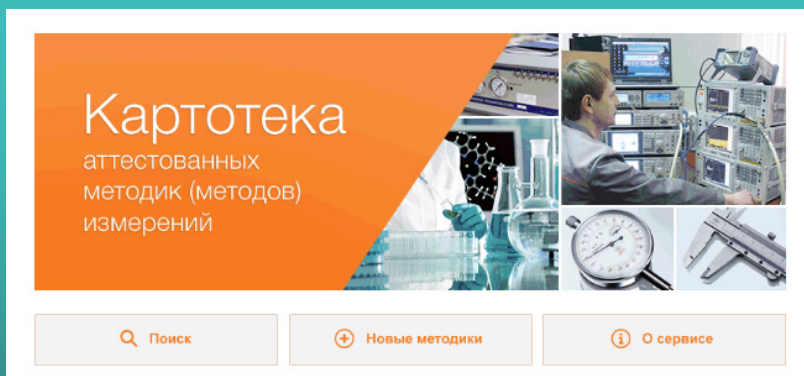 Картотека
аттестованных
методик (методов)
измерений
Поиск
Новые методики
О сервисе